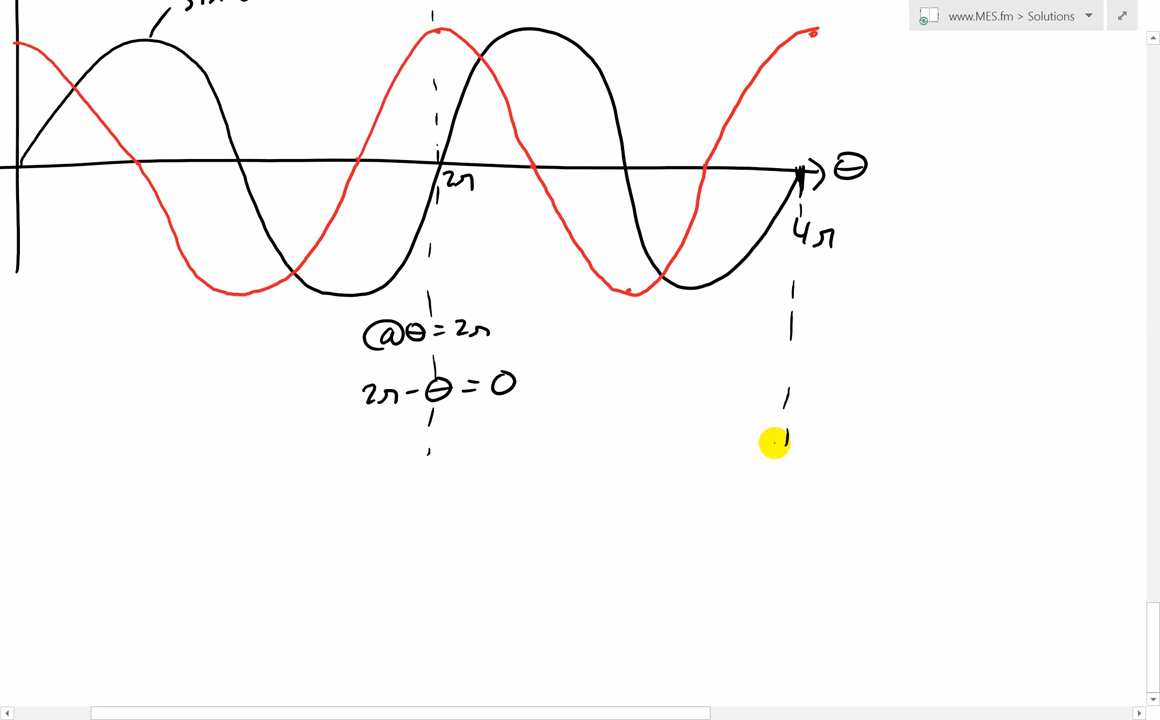 www.MES.fm > Solutions
θ
2π
4π
@θ = 2π
2π - θ = 0